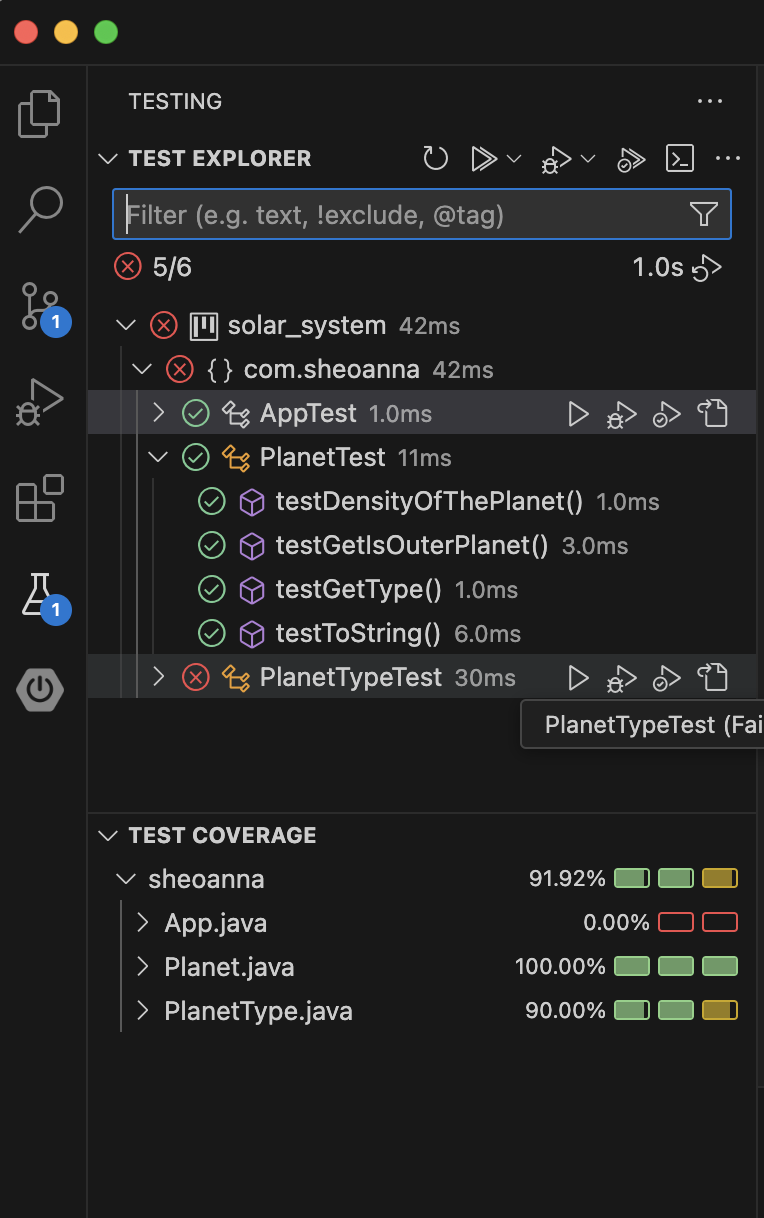 TESTING
TEST EXPLORER
Filter (e.g. text, !exclude, @tag)
5/6 1.0s
1
solar_system 42ms
{} com.sheoanna 42ms
AppTest 1.0ms
PlanetTest 11ms
testDensityOfThePlanet() 1.0ms
testGetIsOuterPlanet() 3.0ms
testGetType() 1.0ms
1
testToString() 6.0ms
PlanetTypeTest 30ms
PlanetTypeTest (Fai
TEST COVERAGE
sheoanna 91.92%
App.java 0.00%
Planet.java 100.00%
PlanetType.java 90.00%